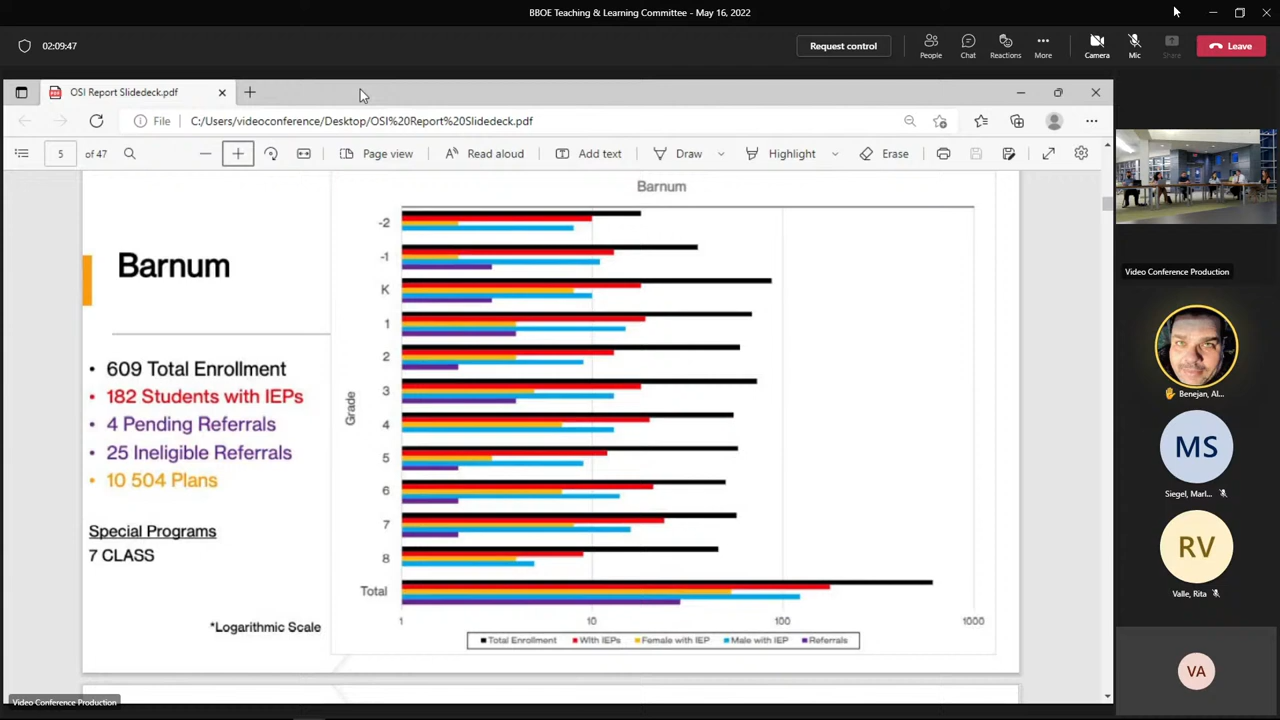 BBOE Teaching & Learning Committee - May 16, 2022
02:09:47
Request control
People
Chat
Reactions
More
Camera
Mic
Share
Leave
OSI Report Slidedeck.pdf
File
C:/Users/videoconference/Desktop/OSI%20Report%20Slidedeck.pdf
5 of 47
Page view
Read aloud
Add text
Draw
Highlight
Erase
Barnum
• 609 Total Enrollment
• 182 Students with IEPs
• 4 Pending Referrals
• 25 Ineligible Referrals
• 10 504 Plans
Special Programs
7 CLASS
*Logarithmic Scale
Barnum
Grade
-2
-1
K
1
2
3
4
5
6
7
8
Total
1 10 100 1000
Total Enrollment With IEPs Female with IEP Male with IEP Referrals
Video Conference Production
Video Conference Production
Benejan, Al...
MS
Siegel, Marl...
RV
Valle, Rita
VA